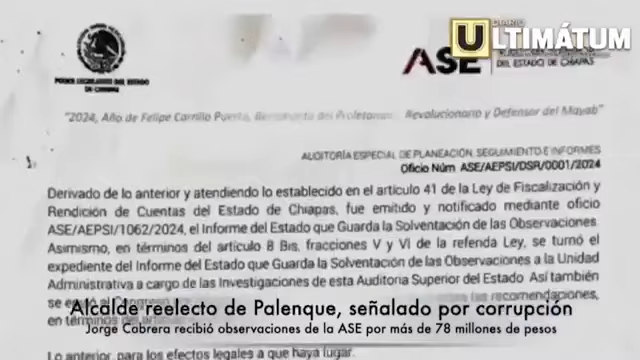 DIARIO
ULTIMÁTUM
ASE
DEL ESTADO DE CHIAPAS
PODER LEGISLATIVO DEL ESTADO
DE CHIAPAS
"2024, Año de Felipe Carrillo Puerto, Benemérito del Proletariado, Revolucionario y Defensor del Mayab"
AUDITORÍA ESPECIAL DE PLANEACIÓN, SEGUIMIENTO E INFORMES
Oficio Núm ASE/AEPSI/DSR/0001/2024
Derivado de lo anterior y atendiendo lo establecido en el artículo 41 de la Ley de Fiscalización y
Rendición de Cuentas del Estado de Chiapas, fue emitido y notificado mediante oficio
ASE/AEPSI/1062/2024, el Informe del Estado que Guarda la Solventación de las Observaciones
Asimismo, en términos del artículo 8 Bis, fracciones V y VI de la referida Ley, se turnó el
expediente del Informe del Estado que Guarda la Solventación de las Observaciones a la Unidad
Administrativa a cargo de las Investigaciones de esta Auditoría Superior del Estado Así también
recomendaciones,
en términos del
Alcalde reelecto de Palenque, señalado por corrupción
Jorge Cabrera recibió observaciones de la ASE por más de 78 millones de pesos
Lo anterior, para los efectos legales a que haya lugar.